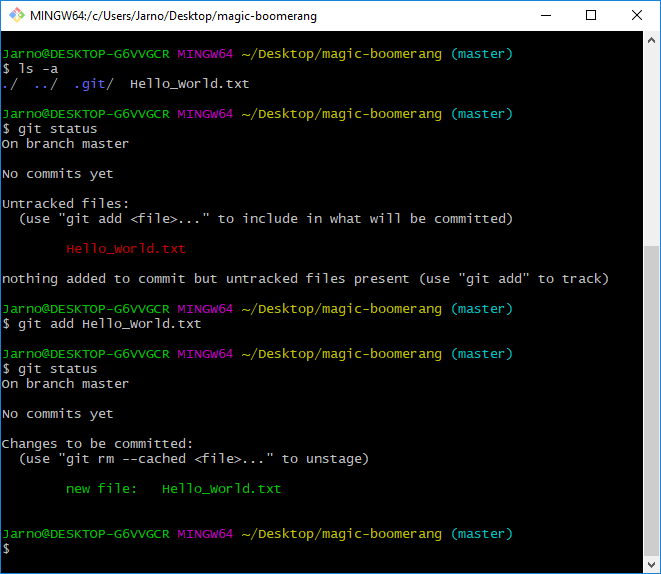 MINGW64:/c/Users/Jarno/Desktop/magic-boomerang
Jarno@DESKTOP-G6VVGCR MINGW64 ~/Desktop/magic-boomerang (master)
$ ls -a
./  ../  .git/  Hello_World.txt
Jarno@DESKTOP-G6VVGCR MINGW64 ~/Desktop/magic-boomerang (master)
$ git status
On branch master
No commits yet
Untracked files:
  (use "git add <file>..." to include in what will be committed)
        Hello_World.txt
nothing added to commit but untracked files present (use "git add" to track)
Jarno@DESKTOP-G6VVGCR MINGW64 ~/Desktop/magic-boomerang (master)
$ git add Hello_World.txt
Jarno@DESKTOP-G6VVGCR MINGW64 ~/Desktop/magic-boomerang (master)
$ git status
On branch master
No commits yet
Changes to be committed:
  (use "git rm --cached <file>..." to unstage)
        new file:   Hello_World.txt
Jarno@DESKTOP-G6VVGCR MINGW64 ~/Desktop/magic-boomerang (master)
$